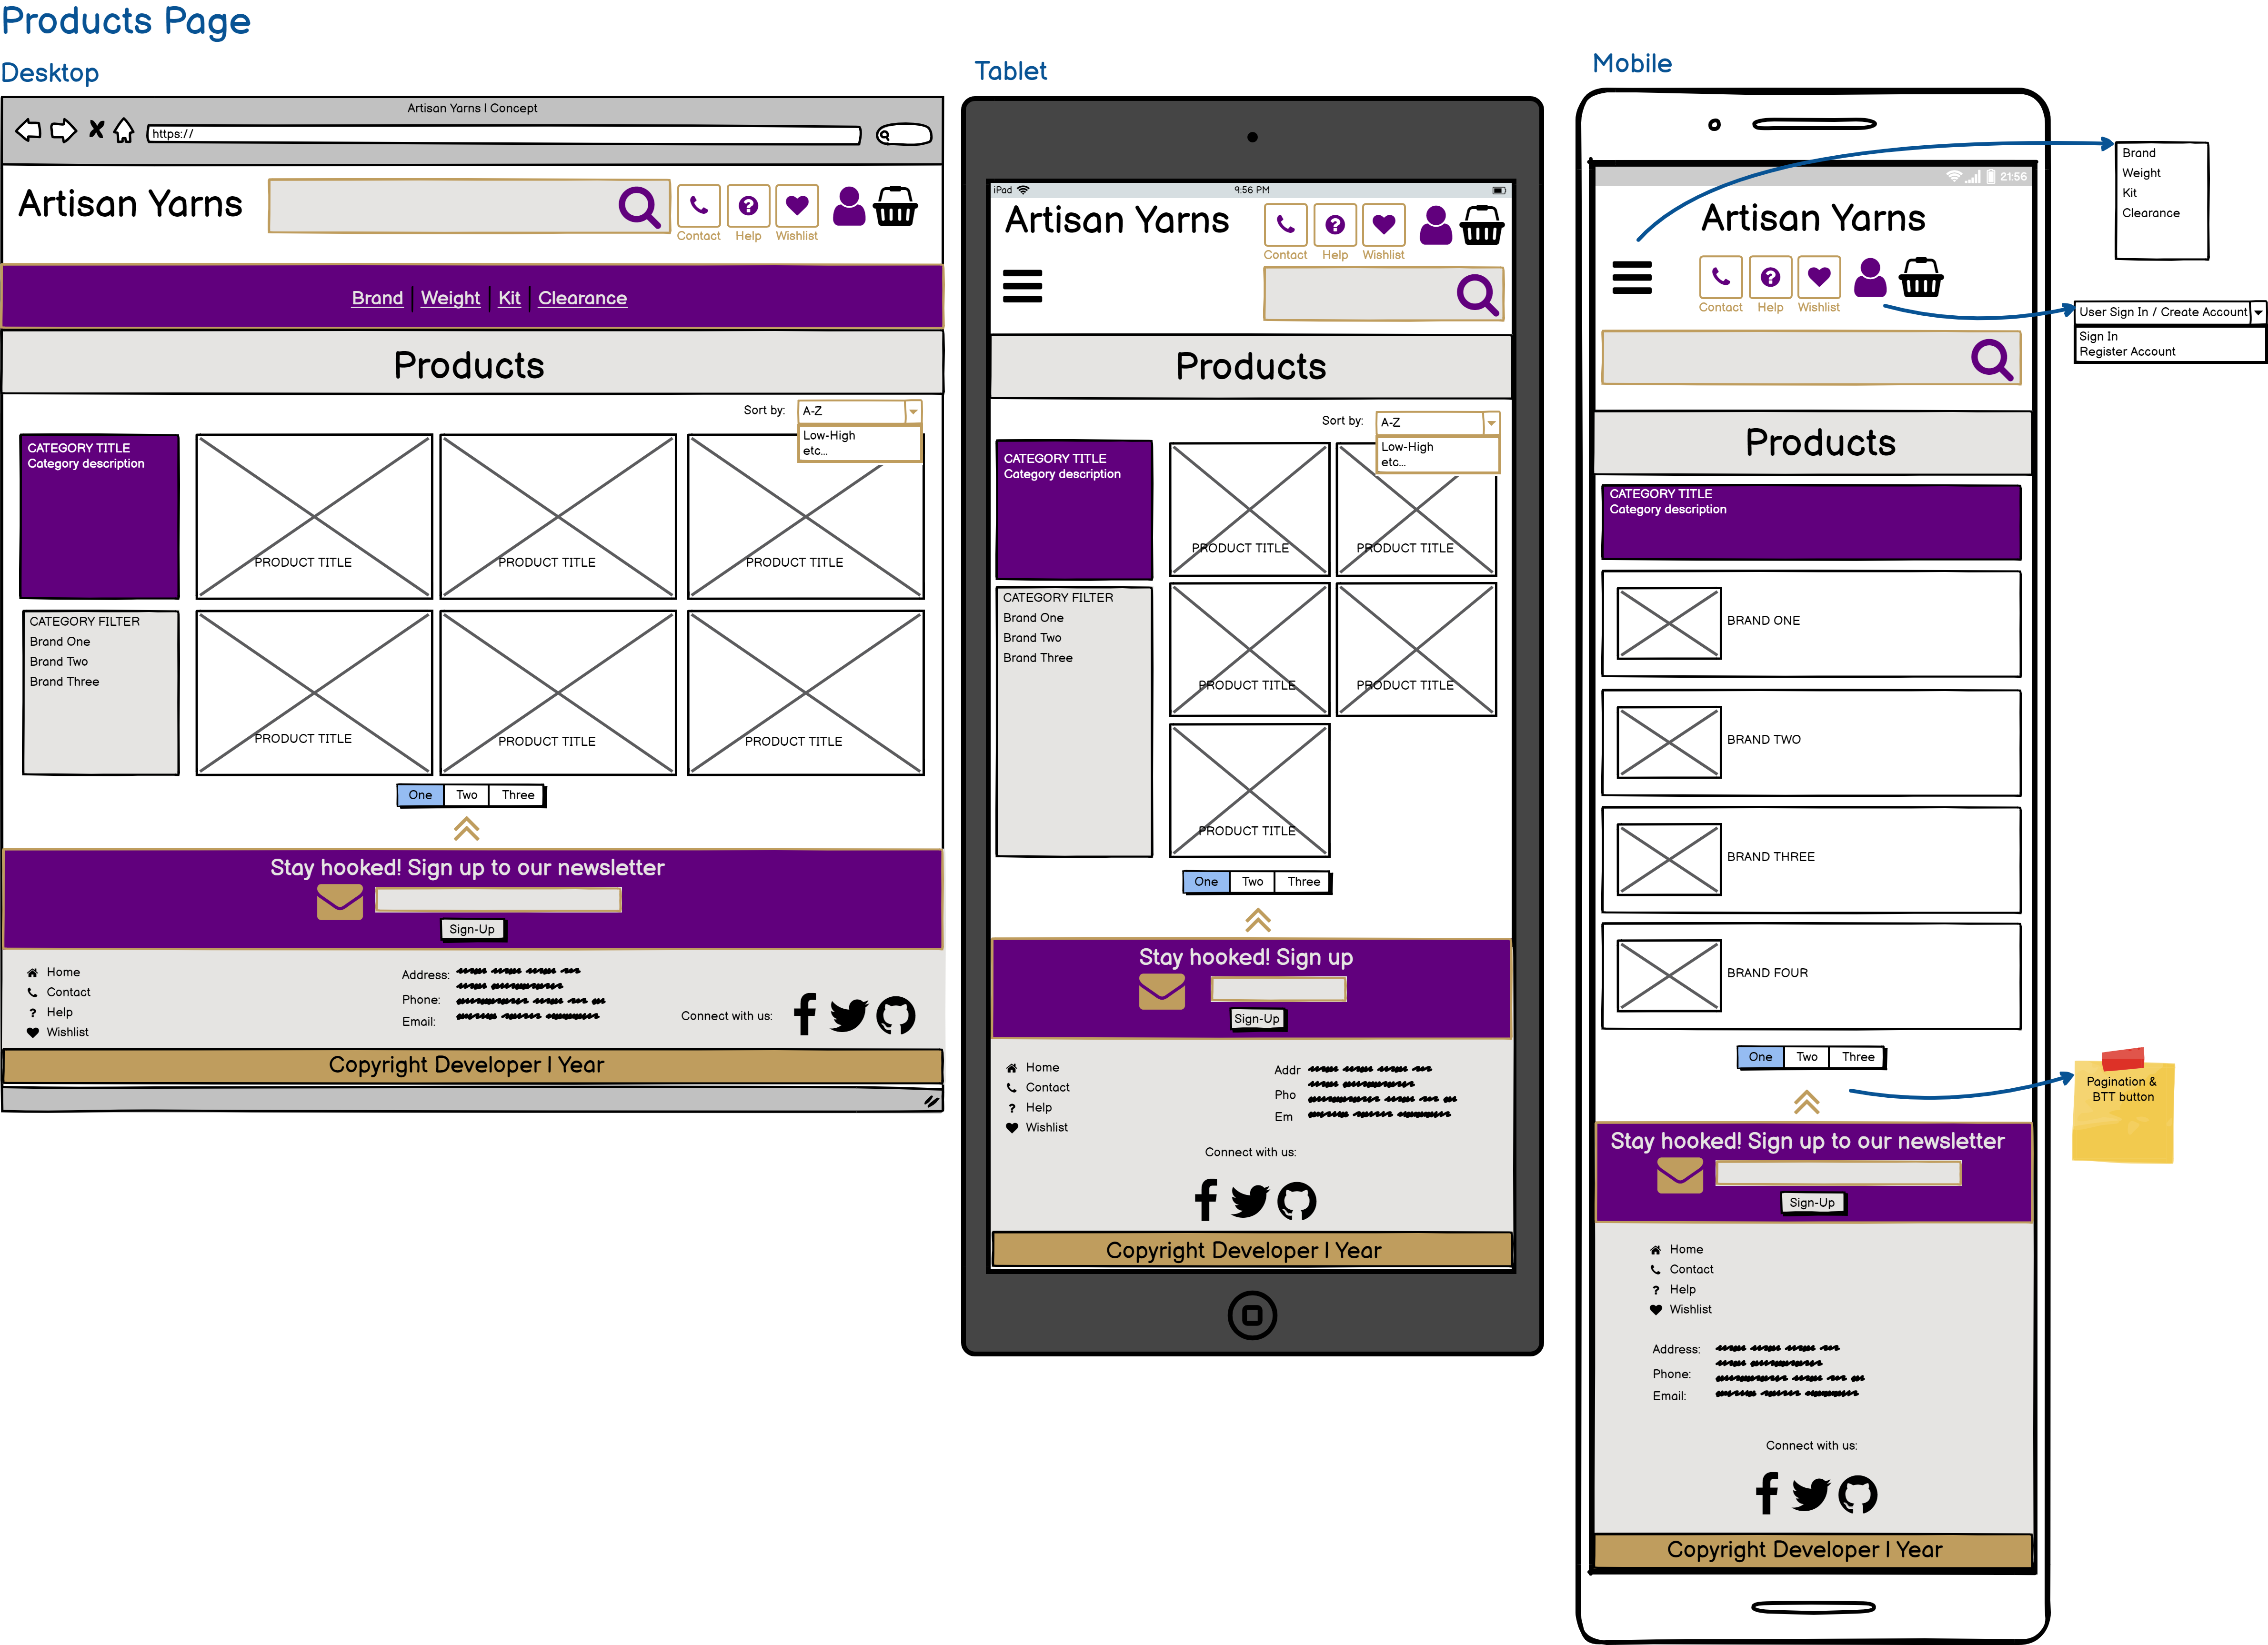 Products Page
Desktop
Artisan Yarns | Concept
https://
Artisan Yarns
Contact
Help
Wishlist
Brand
Weight
Kit
Clearance
Products
Sort by:
A-Z
Low-High
etc...
CATEGORY TITLE
Category description
PRODUCT TITLE
PRODUCT TITLE
PRODUCT TITLE
CATEGORY FILTER
Brand One
Brand Two
Brand Three
PRODUCT TITLE
PRODUCT TITLE
PRODUCT TITLE
One
Two
Three
Stay hooked! Sign up to our newsletter
Sign-Up
Home
Contact
Help
Wishlist
Address:
Phone:
Email:
Connect with us:
Copyright Developer | Year
Tablet
iPad
9:56 PM
Artisan Yarns
Contact
Help
Wishlist
Products
Sort by:
A-Z
Low-High
etc...
CATEGORY TITLE
Category description
PRODUCT TITLE
PRODUCT TITLE
CATEGORY FILTER
Brand One
Brand Two
Brand Three
PRODUCT TITLE
PRODUCT TITLE
PRODUCT TITLE
One
Two
Three
Stay hooked! Sign up
Sign-Up
Home
Contact
Help
Wishlist
Addr
Pho
Em
Connect with us:
Copyright Developer | Year
Mobile
21:56
Artisan Yarns
Contact
Help
Wishlist
Brand
Weight
Kit
Clearance
User Sign In / Create Account
Sign In
Register Account
Products
CATEGORY TITLE
Category description
BRAND ONE
BRAND TWO
BRAND THREE
BRAND FOUR
One
Two
Three
Pagination &
BTT button
Stay hooked! Sign up to our newsletter
Sign-Up
Home
Contact
Help
Wishlist
Address:
Phone:
Email:
Connect with us:
Copyright Developer | Year